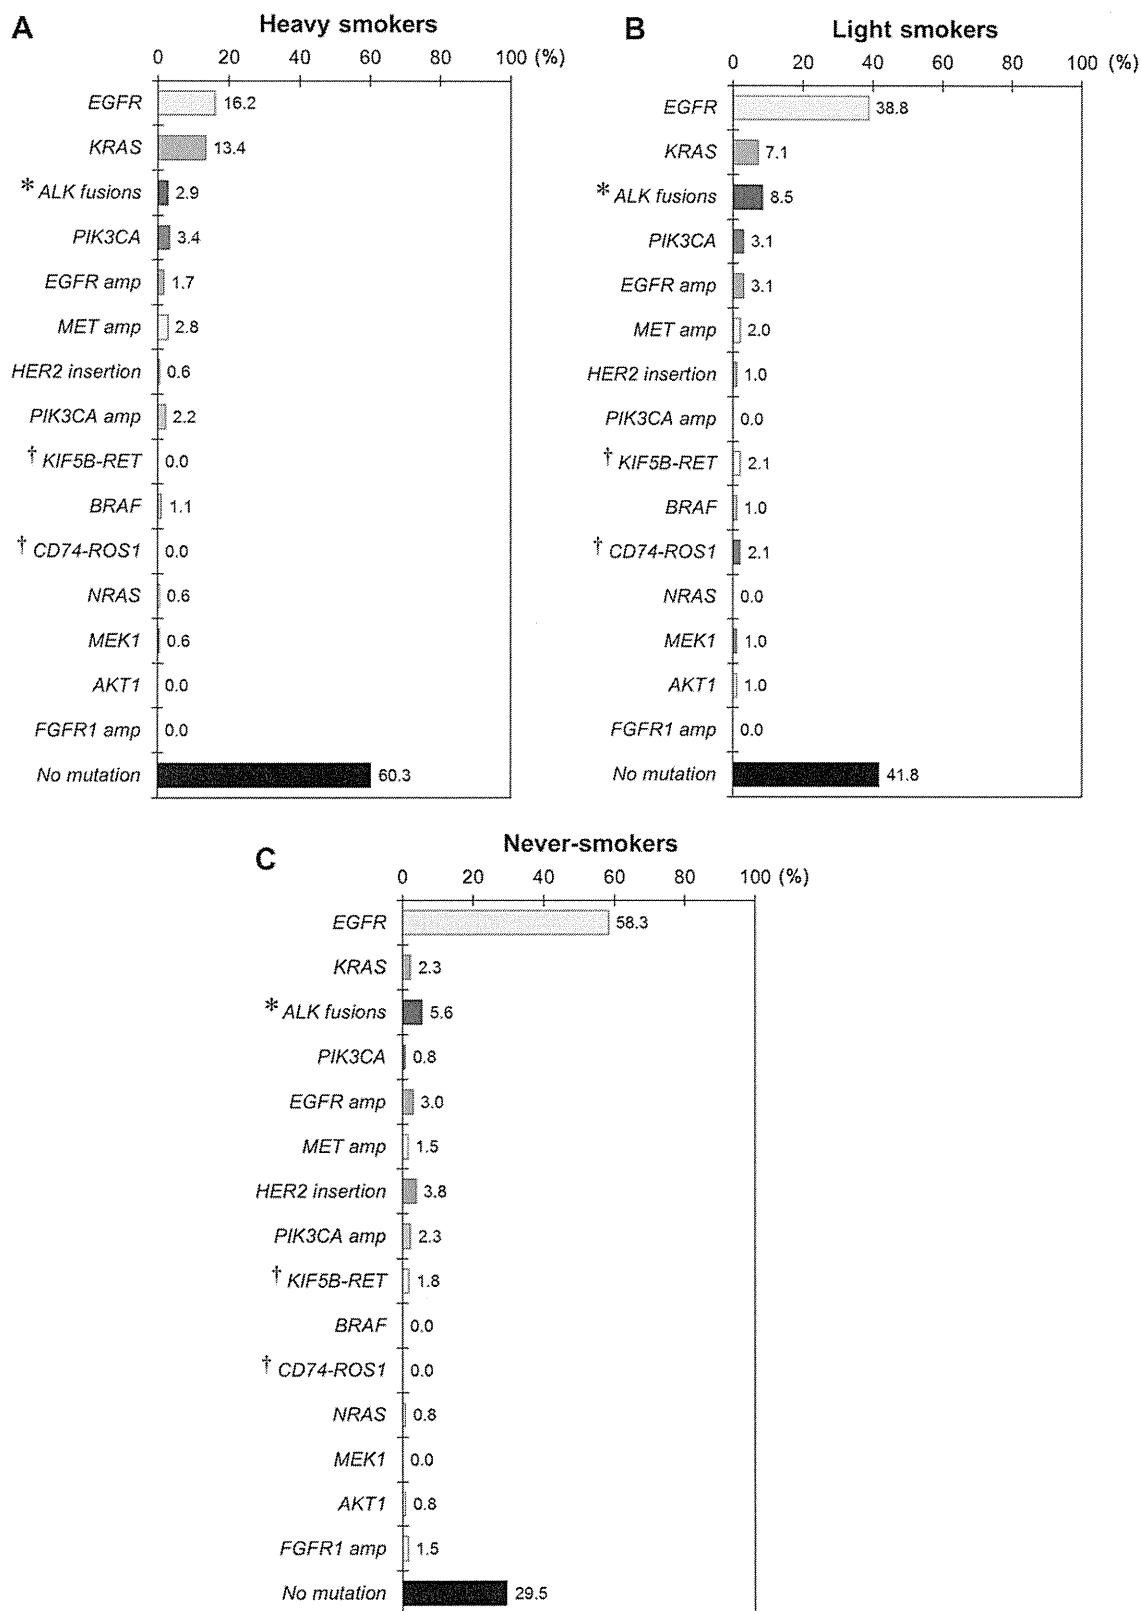 A
Heavy smokers
0 20 40 60 80 100 (%)
EGFR 16.2
KRAS 13.4
* ALK fusions 2.9
PIK3CA 3.4
EGFR amp 1.7
MET amp 2.8
HER2 insertion 0.6
PIK3CA amp 2.2
† KIF5B-RET 0.0
BRAF 1.1
† CD74-ROS1 0.0
NRAS 0.6
MEK1 0.6
AKT1 0.0
FGFR1 amp 0.0
No mutation 60.3
B
Light smokers
0 20 40 60 80 100 (%)
EGFR 38.8
KRAS 7.1
* ALK fusions 8.5
PIK3CA 3.1
EGFR amp 3.1
MET amp 2.0
HER2 insertion 1.0
PIK3CA amp 0.0
† KIF5B-RET 2.1
BRAF 1.0
† CD74-ROS1 2.1
NRAS 0.0
MEK1 1.0
AKT1 1.0
FGFR1 amp 0.0
No mutation 41.8
C
Never-smokers
0 20 40 60 80 100 (%)
EGFR 58.3
KRAS 2.3
* ALK fusions 5.6
PIK3CA 0.8
EGFR amp 3.0
MET amp 1.5
HER2 insertion 3.8
PIK3CA amp 2.3
† KIF5B-RET 1.8
BRAF 0.0
† CD74-ROS1 0.0
NRAS 0.8
MEK1 0.0
AKT1 0.8
FGFR1 amp 1.5
No mutation 29.5